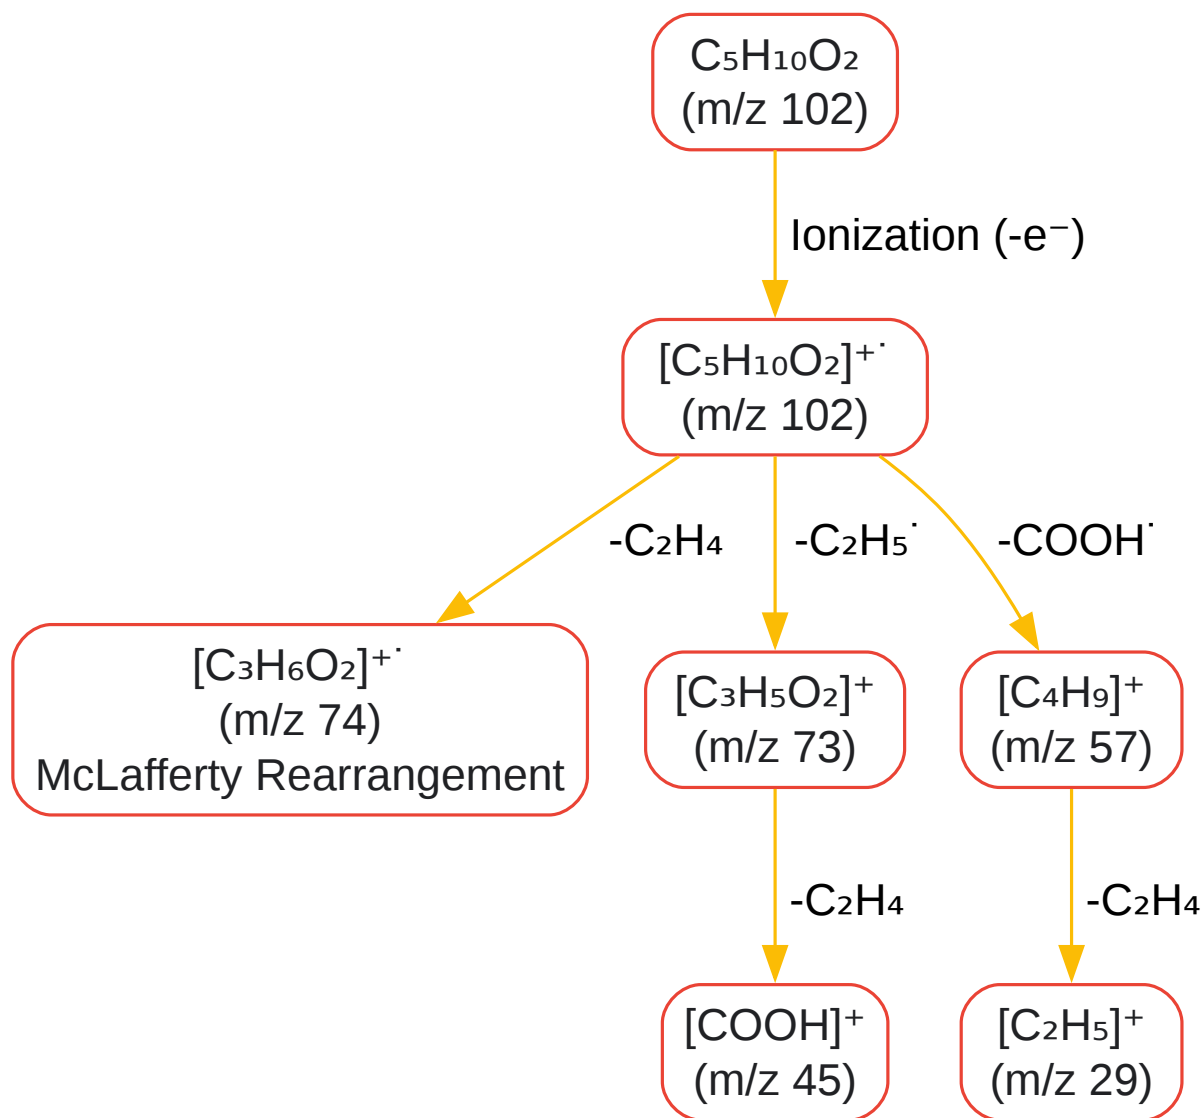 C₅H₁₀O₂
(m/z 102)
Ionization (-e⁻)
[C₅H₁₀O₂]⁺˙
(m/z 102)
-C₂H₄
-C₂H₅˙
-COOH˙
[C₃H₆O₂]⁺˙
(m/z 74)
McLafferty Rearrangement
[C₃H₅O₂]⁺
(m/z 73)
[C₄H₉]⁺
(m/z 57)
-C₂H₄
-C₂H₄
[COOH]⁺
(m/z 45)
[C₂H₅]⁺
(m/z 29)